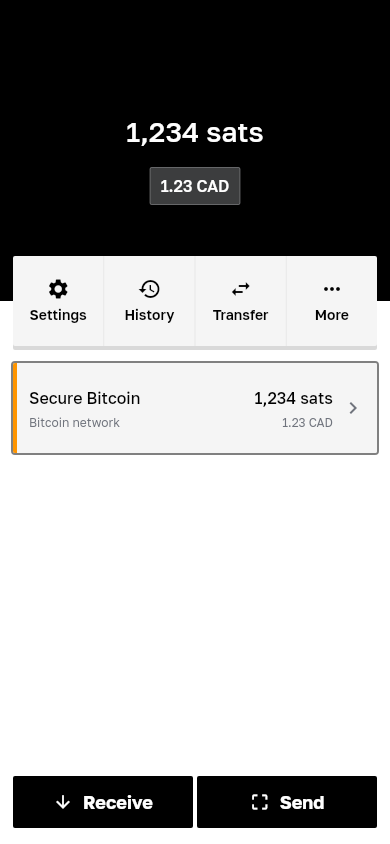 1,234 sats
1.23 CAD
Settings
History
Transfer
More
Secure Bitcoin
1,234 sats
Bitcoin network
1.23 CAD
Receive
Send